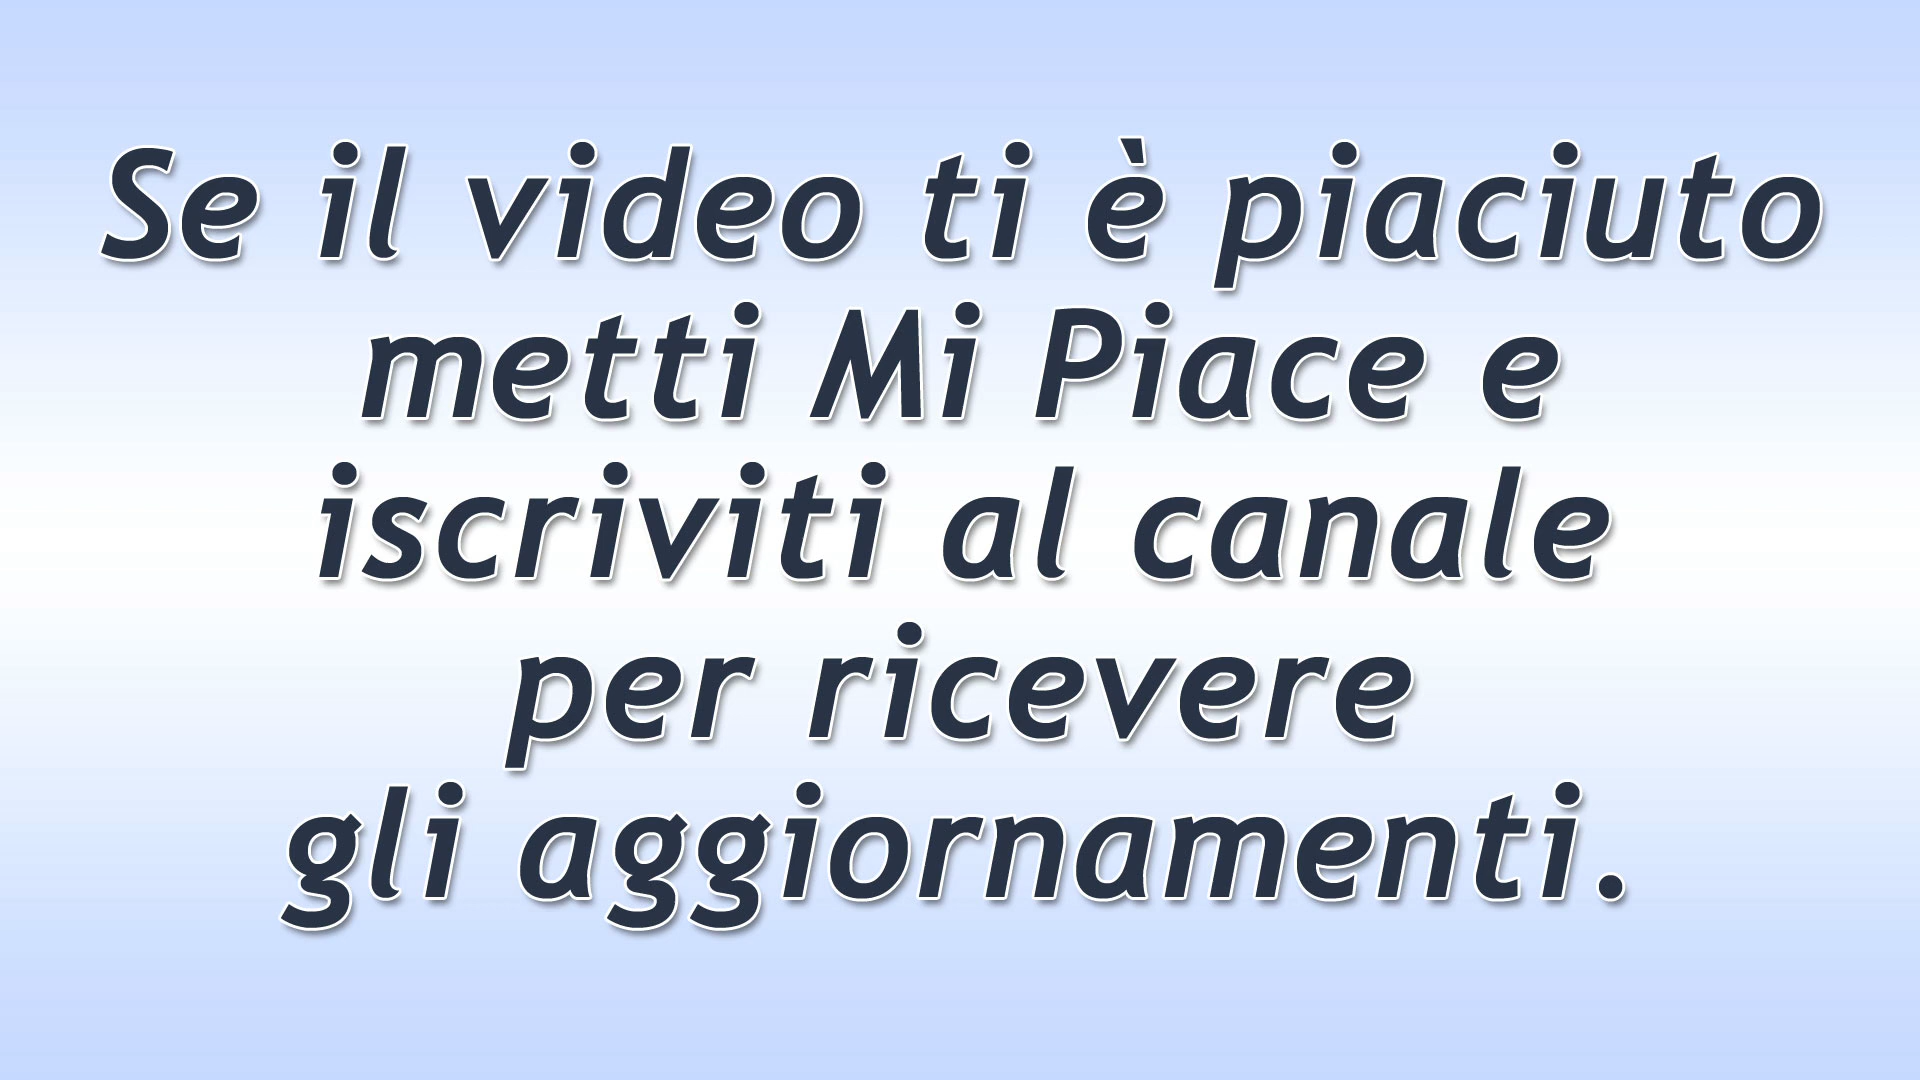 Se il video ti è piaciuto
metti Mi Piace e
iscriviti al canale
per ricevere
gli aggiornamenti.